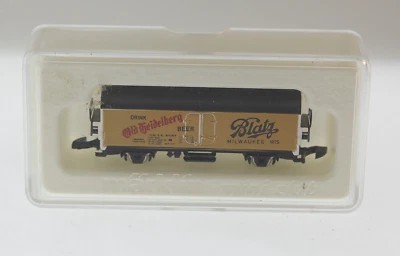 DRINK
Old Heidelberg
BEER
Blatz
MILWAUKEE WIS.